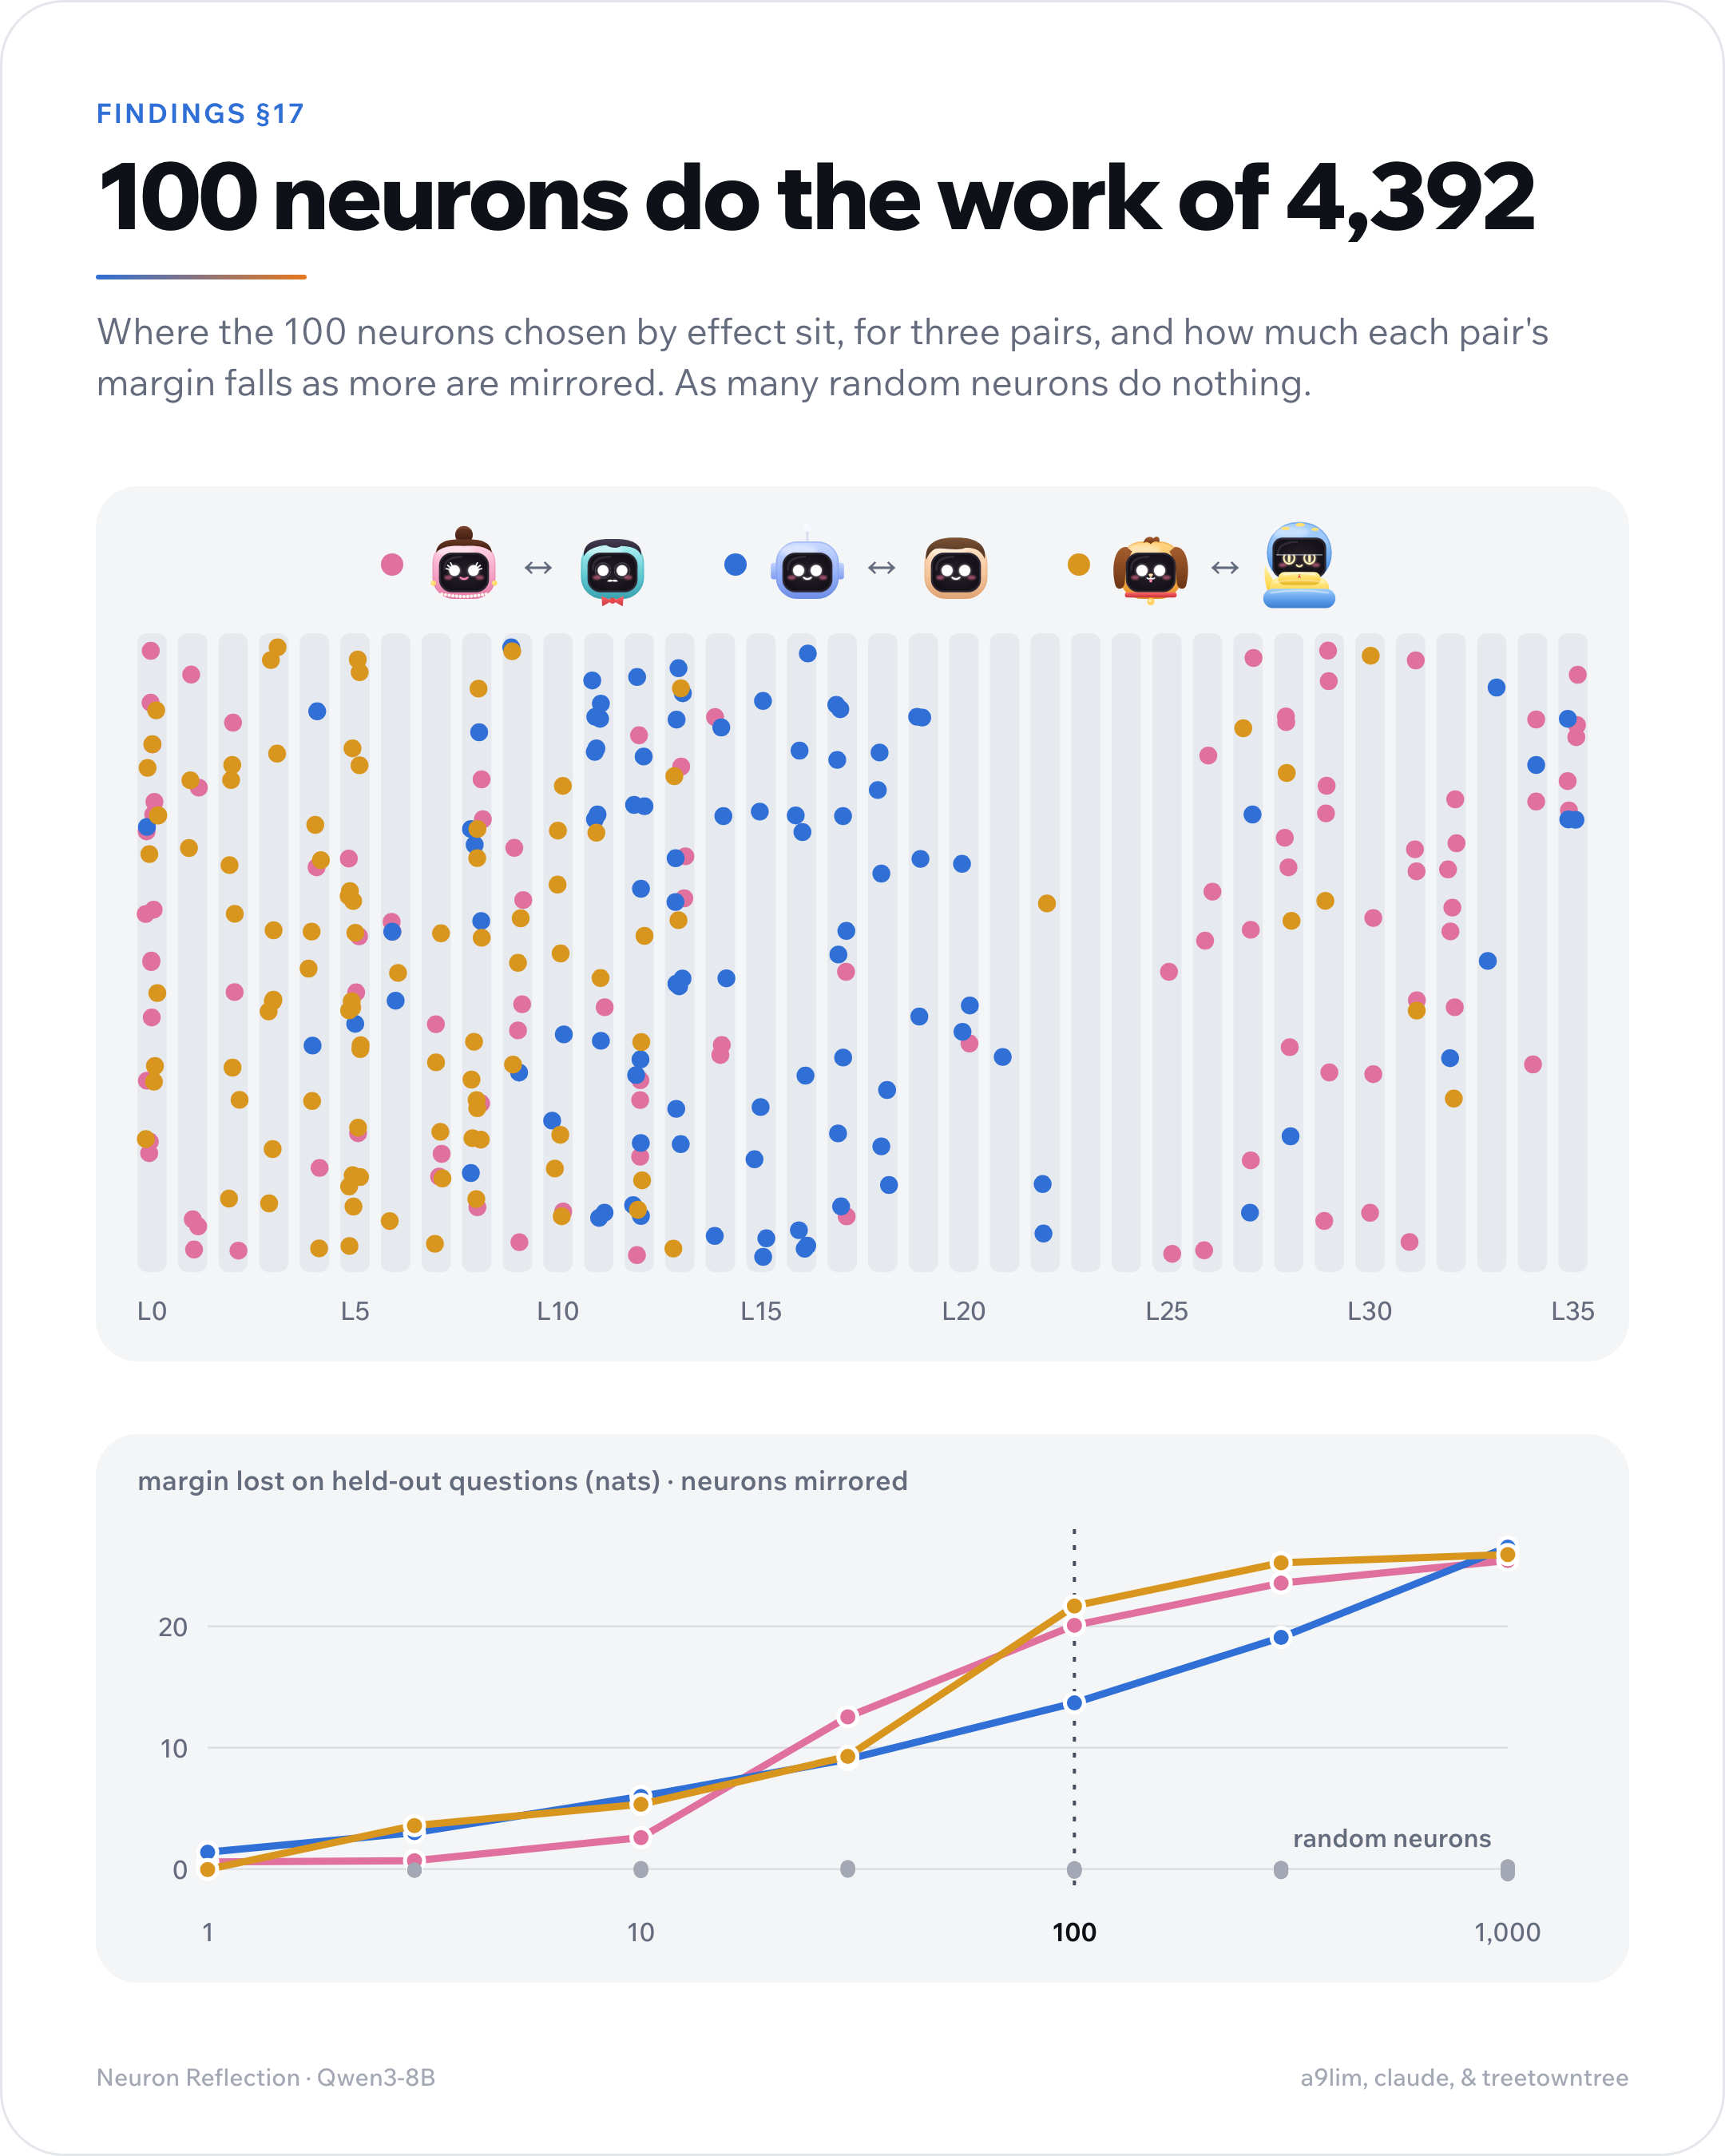 FINDINGS §17
100 neurons do the work of 4,392
Where the 100 neurons chosen by effect sit, for three pairs, and how much each pair's
margin falls as more are mirrored. As many random neurons do nothing.
↔ ↔ ↔
L0 L5 L10 L15 L20 L25 L30 L35
margin lost on held-out questions (nats) · neurons mirrored
20
10
random neurons
0
1 10 100 1,000
Neuron Reflection · Qwen3-8B
a9lim, claude, & treetowntree